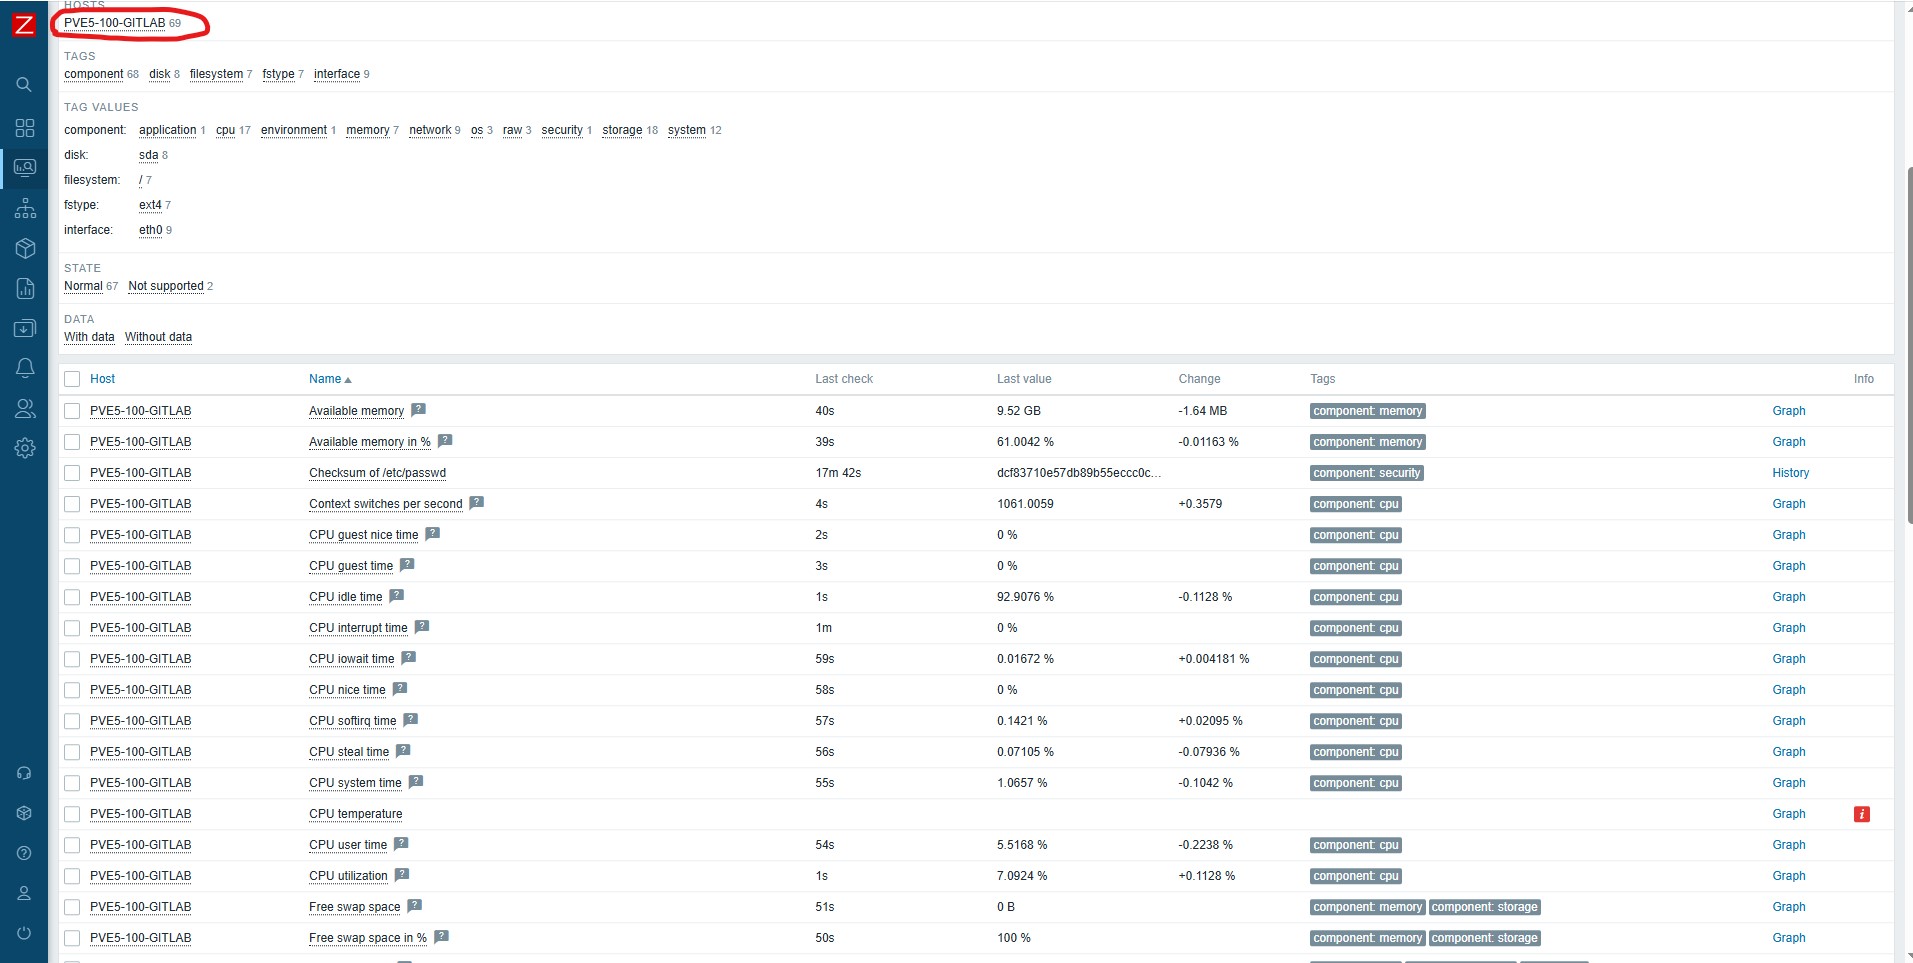 HOSTS
PVE5-100-GITLAB 69
TAGS
component 68 disk 8 filesystem 7 fstype 7 interface 9
TAG VALUES
component: application 1 cpu 17 environment 1 memory 7 network 9 os 3 raw 3 security 1 storage 18 system 12
disk: sda 8
filesystem: / 7
fstype: ext4 7
interface: eth0 9
STATE
Normal 67 Not supported 2
DATA
With data Without data
Host Name Last check Last value Change Tags Info
PVE5-100-GITLAB Available memory ? 40s 9.52 GB -1.64 MB component: memory Graph
PVE5-100-GITLAB Available memory in % ? 39s 61.0042 % -0.01163 % component: memory Graph
PVE5-100-GITLAB Checksum of /etc/passwd 17m 42s dcf83710e57db89b55eccc0c... component: security History
PVE5-100-GITLAB Context switches per second ? 4s 1061.0059 +0.3579 component: cpu Graph
PVE5-100-GITLAB CPU guest nice time ? 2s 0 % component: cpu Graph
PVE5-100-GITLAB CPU guest time ? 3s 0 % component: cpu Graph
PVE5-100-GITLAB CPU idle time ? 1s 92.9076 % -0.1128 % component: cpu Graph
PVE5-100-GITLAB CPU interrupt time ? 1m 0 % component: cpu Graph
PVE5-100-GITLAB CPU iowait time ? 59s 0.01672 % +0.004181 % component: cpu Graph
PVE5-100-GITLAB CPU nice time ? 58s 0 % component: cpu Graph
PVE5-100-GITLAB CPU softirq time ? 57s 0.1421 % +0.02095 % component: cpu Graph
PVE5-100-GITLAB CPU steal time ? 56s 0.07105 % -0.07936 % component: cpu Graph
PVE5-100-GITLAB CPU system time ? 55s 1.0657 % -0.1042 % component: cpu Graph
PVE5-100-GITLAB CPU temperature Graph i
PVE5-100-GITLAB CPU user time ? 54s 5.5168 % -0.2238 % component: cpu Graph
PVE5-100-GITLAB CPU utilization ? 1s 7.0924 % +0.1128 % component: cpu Graph
PVE5-100-GITLAB Free swap space ? 51s 0 B component: memory component: storage Graph
PVE5-100-GITLAB Free swap space in % ? 50s 100 % component: memory component: storage Graph
Z